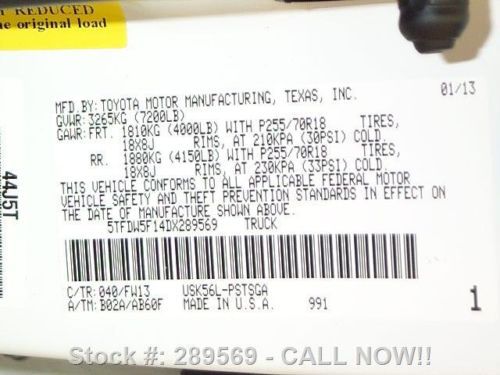 REDUCED
e original load
MFD.BY:TOYOTA MOTOR MANUFACTURING, TEXAS, INC. 01/13
GVWR: 3265KG (7200LB)
GAWR:FRT. 1810KG (4000LB) WITH P255/70R18 TIRES,
18X8J RIMS, AT 210KPA (30PSI) COLD
RR. 1880KG (4150LB) WITH P255/70R18 TIRES,
18X8J RIMS, AT 230KPA (33PSI) COLD
THIS VEHICLE CONFORMS TO ALL APPLICABLE FEDERAL MOTOR
VEHICLE SAFETY AND THEFT PREVENTION STANDARDS IN EFFECT ON
THE DATE OF MANUFACTURE SHOWN ABOVE.
5TFDW5F14DX289569 TRUCK
C/TR: 040/FW13 USK56L-PSTSGA
A/TM: B02A/AB60F MADE IN U.S.A. 991
1
44J5T
Stock #: 289569 - CALL NOW!!